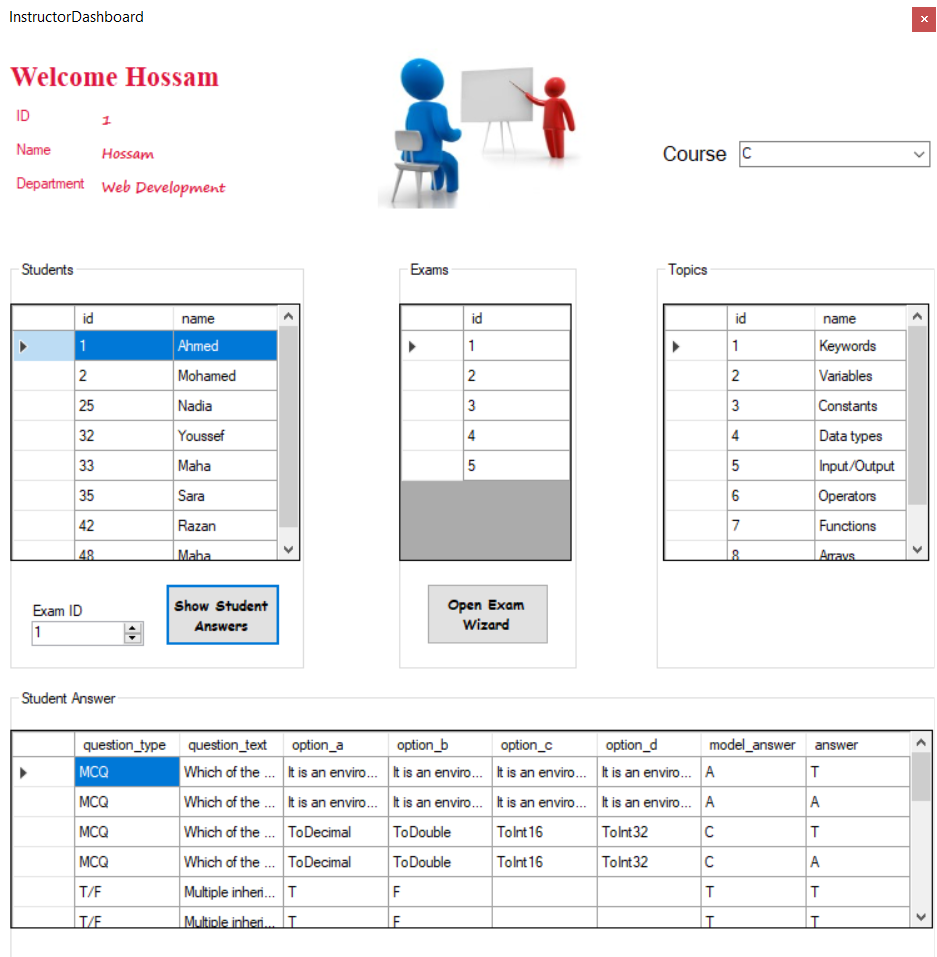 InstructorDashboard
Welcome Hossam
ID 1
Name Hossam
Department Web Development
Course C
Students
id name
1 Ahmed
2 Mohamed
25 Nadia
32 Youssef
33 Maha
35 Sara
42 Razan
48 Maha
Exam ID
1
Show Student
Answers
Exams
id
1
2
3
4
5
Open Exam
Wizard
Topics
id name
1 Keywords
2 Variables
3 Constants
4 Data types
5 Input/Output
6 Operators
7 Functions
8 Arrays
Student Answer
question_type question_text option_a option_b option_c option_d model_answer answer
MCQ Which of the ... It is an enviro... It is an enviro... It is an enviro... It is an enviro... A T
MCQ Which of the ... It is an enviro... It is an enviro... It is an enviro... It is an enviro... A A
MCQ Which of the ... ToDecimal ToDouble ToInt16 ToInt32 C T
MCQ Which of the ... ToDecimal ToDouble ToInt16 ToInt32 C A
T/F Multiple inheri... T F T T
T/F Multiple inheri... T F T T